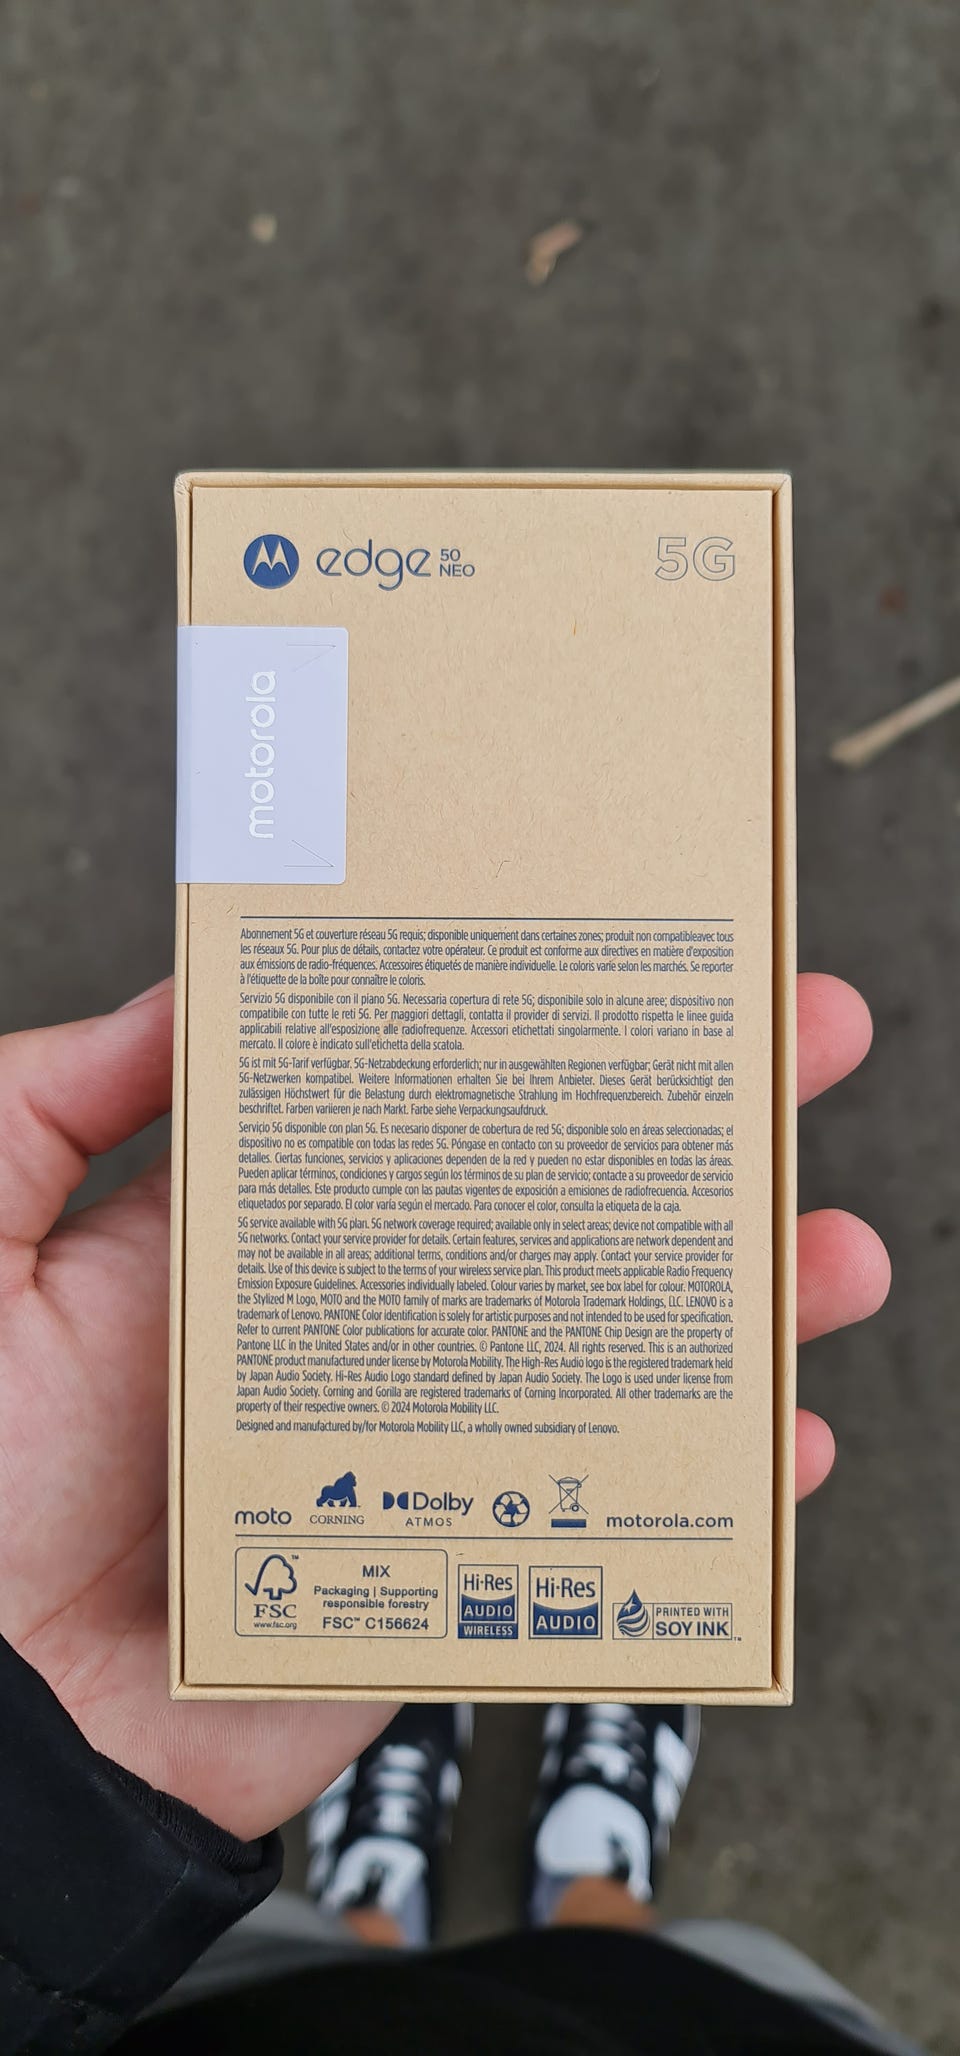 edge 50 NEO
5G
motorola
Abonnement 5G et couverture réseau 5G requis; disponible uniquement dans certaines zones; produit non compatibleavec tous
les réseaux 5G. Pour plus de détails, contactez votre opérateur. Ce produit est conforme aux directives en matière d'exposition
aux émissions de radio-fréquences. Accessoires étiquetés de manière individuelle. Le coloris varie selon les marchés. Se reporter
à l'étiquette de la boîte pour connaître le coloris.
Servizio 5G disponibile con il piano 5G. Necessaria copertura di rete 5G; disponibile solo in alcune aree; dispositivo non
compatibile con tutte le reti 5G. Per maggiori dettagli, contatta il provider di servizi. Il prodotto rispetta le linee guida
applicabili relative all'esposizione alle radiofrequenze. Accessori etichettati singolarmente. I colori variano in base al
mercato. Il colore è indicato sull'etichetta della scatola.
5G ist mit 5G-Tarif verfügbar. 5G-Netzabdeckung erforderlich; nur in ausgewählten Regionen verfügbar; Gerät nicht mit allen
5G-Netzwerken kompatibel. Weitere Informationen erhalten Sie bei Ihrem Anbieter. Dieses Gerät berücksichtigt den
zulässigen Höchstwert für die Belastung durch elektromagnetische Strahlung im Hochfrequenzbereich. Zubehör einzeln
beschriftet. Farben variieren je nach Markt. Farbe siehe Verpackungsaufdruck.
Servicio 5G disponible con plan 5G. Es necesario disponer de cobertura de red 5G; disponible solo en áreas seleccionadas; el
dispositivo no es compatible con todas las redes 5G. Póngase en contacto con su proveedor de servicios para obtener más
detalles. Ciertas funciones, servicios y aplicaciones dependen de la red y pueden no estar disponibles en todas las áreas.
Pueden aplicar términos, condiciones y cargos según los términos de su plan de servicio; contacte a su proveedor de servicio
para más detalles. Este producto cumple con las pautas vigentes de exposición a emisiones de radiofrecuencia. Accesorios
etiquetados por separado. El color varía según el mercado. Para conocer el color, consulta la etiqueta de la caja.
5G service available with 5G plan. 5G network coverage required; available only in select areas; device not compatible with all
5G networks. Contact your service provider for details. Certain features, services and applications are network dependent and
may not be available in all areas; additional terms, conditions and/or charges may apply. Contact your service provider for
details. Use of this device is subject to the terms of your wireless service plan. This product meets applicable Radio Frequency
Emission Exposure Guidelines. Accessories individually labeled. Colour varies by market, see box label for colour. MOTOROLA,
the Stylized M Logo, MOTO and the MOTO family of marks are trademarks of Motorola Trademark Holdings, LLC. LENOVO is a
trademark of Lenovo. PANTONE Color identification is solely for artistic purposes and not intended to be used for specification.
Refer to current PANTONE Color publications for accurate color. PANTONE and the PANTONE Chip Design are the property of
Pantone LLC in the United States and/or in other countries. © Pantone LLC, 2024. All rights reserved. This is an authorized
PANTONE product manufactured under license by Motorola Mobility. The High-Res Audio logo is the registered trademark held
by Japan Audio Society. Hi-Res Audio Logo standard defined by Japan Audio Society. The Logo is used under license from
Japan Audio Society. Corning and Gorilla are registered trademarks of Corning Incorporated. All other trademarks are the
property of their respective owners. © 2024 Motorola Mobility LLC.
Designed and manufactured by/for Motorola Mobility LLC, a wholly owned subsidiary of Lenovo.
moto
CORNING
Dolby
ATMOS
motorola.com
FSC™
www.fsc.org
MIX
Packaging | Supporting
responsible forestry
FSC™ C156624
Hi-Res
AUDIO
WIRELESS
Hi-Res
AUDIO
PRINTED WITH
SOY INK™